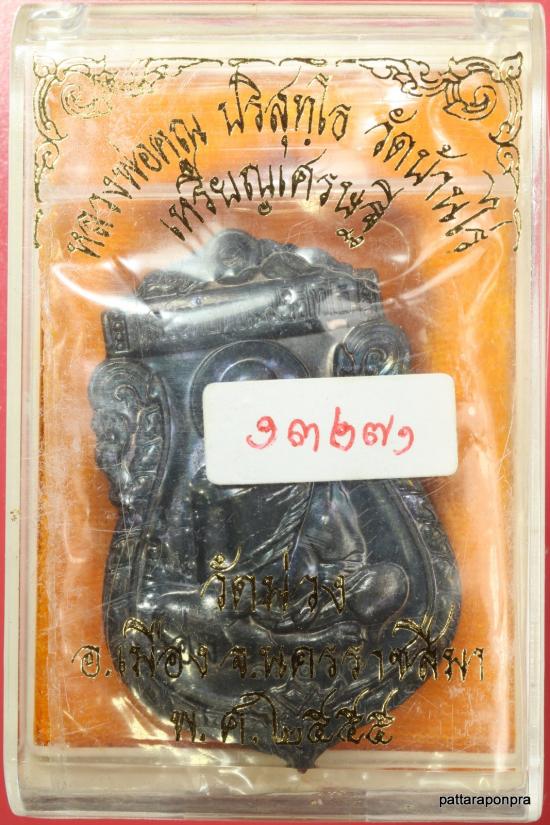 หลวงพ่อคูณ ปริสุทฺโธ วัดบ้านไร่
เหรียญเศรษฐี
๑๓๒๗๑
วัดม่วง
อ.เมือง จ.นครราชสีมา
พ.ศ.๒๕๕๕
pattaraponpra